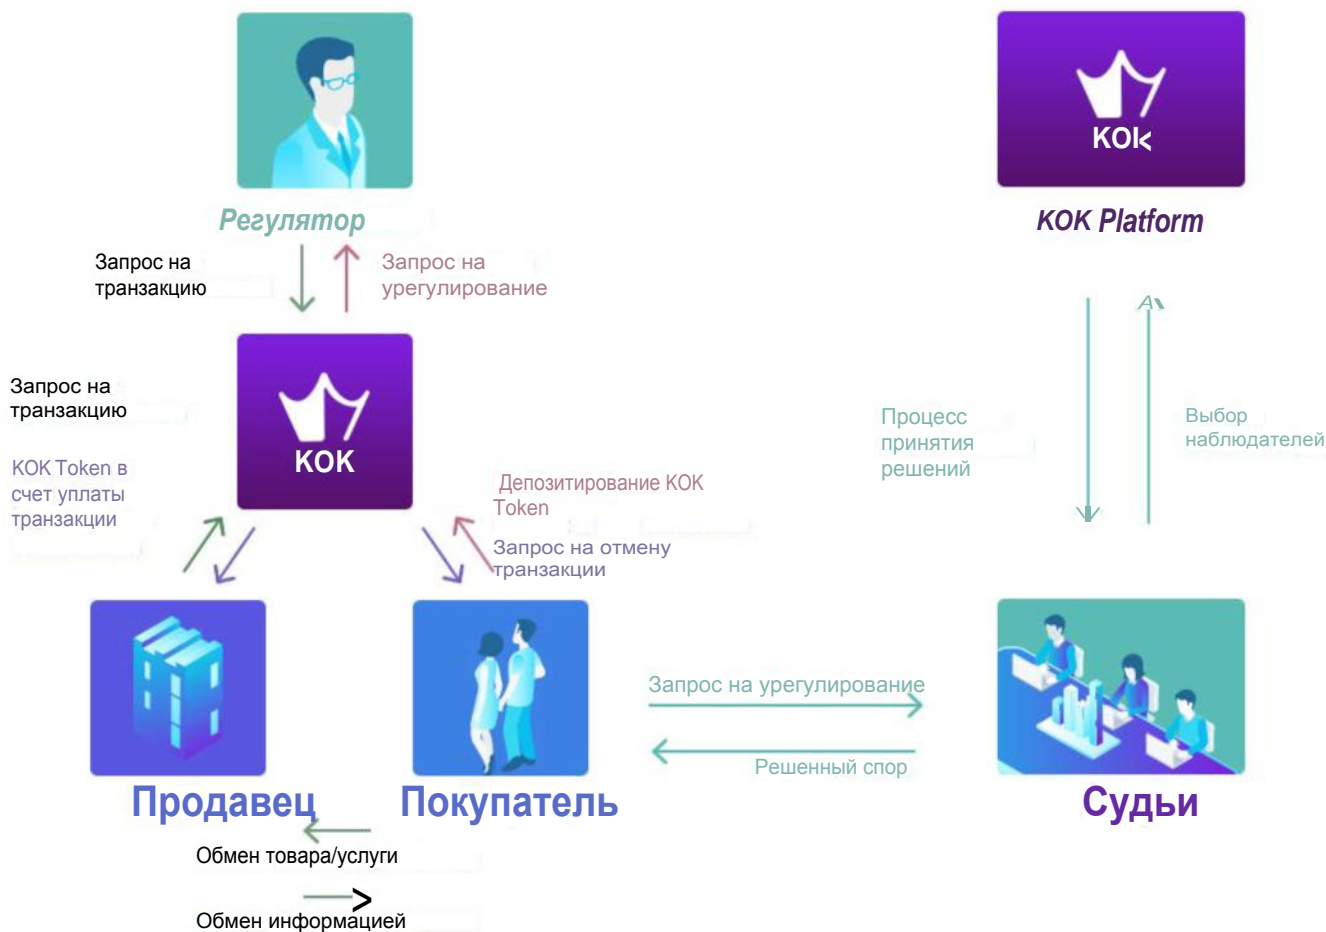 KOK
Регулятор
KOK Platform
Запрос на
транзакцию
Запрос на
урегулирование
Запрос на
транзакцию
KOK
KOK Token в
счет уплаты
транзакции
Депозитирование KOK
Token
Запрос на отмену
транзакции
Процесс
принятия
решений
Выбор
наблюдателей
Запрос на урегулирование
Решенный спор
Продавец
Покупатель
Судьи
Обмен товара/услуги
Обмен информацией